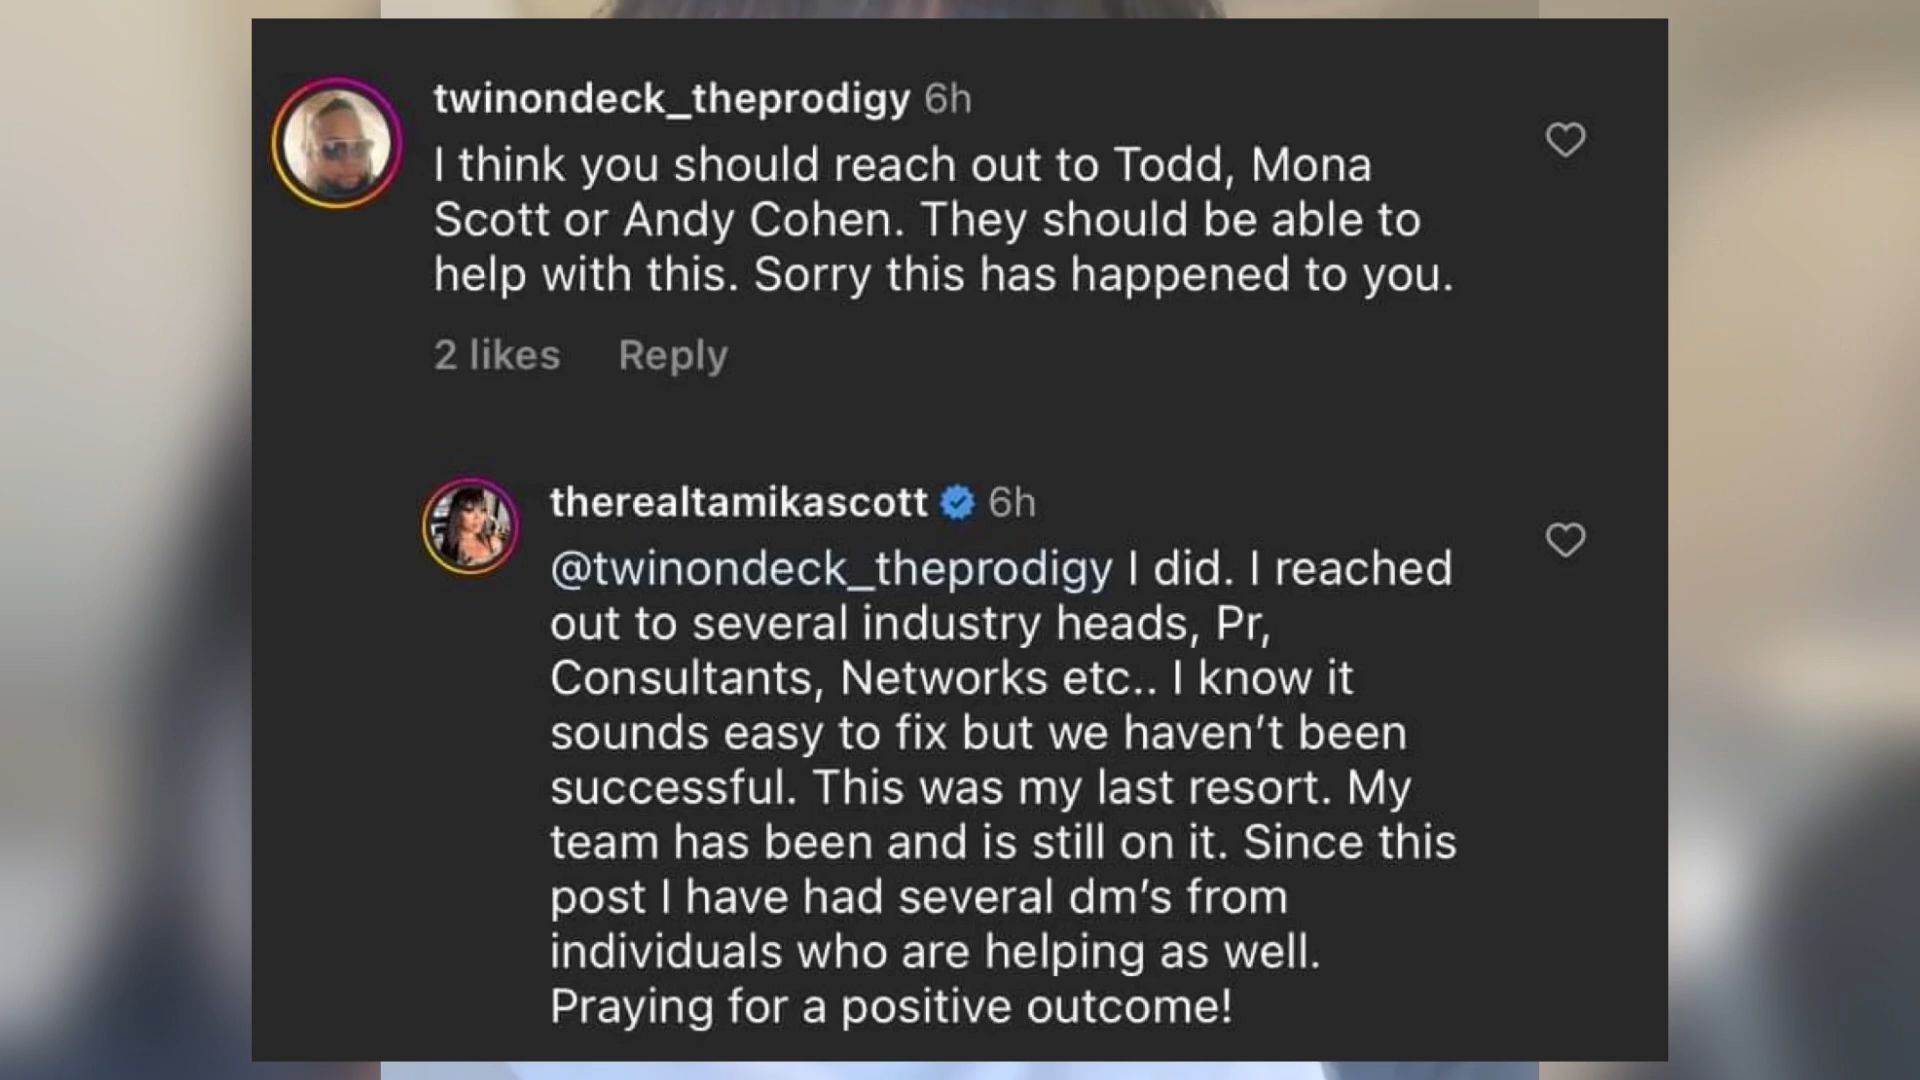 twinondeck_theprodigy 6h
I think you should reach out to Todd, Mona
Scott or Andy Cohen. They should be able to
help with this. Sorry this has happened to you.
2 likes Reply
therealtamikascott 6h
@twinondeck_theprodigy I did. I reached
out to several industry heads, Pr,
Consultants, Networks etc.. I know it
sounds easy to fix but we haven't been
successful. This was my last resort. My
team has been and is still on it. Since this
post I have had several dm's from
individuals who are helping as well.
Praying for a positive outcome!